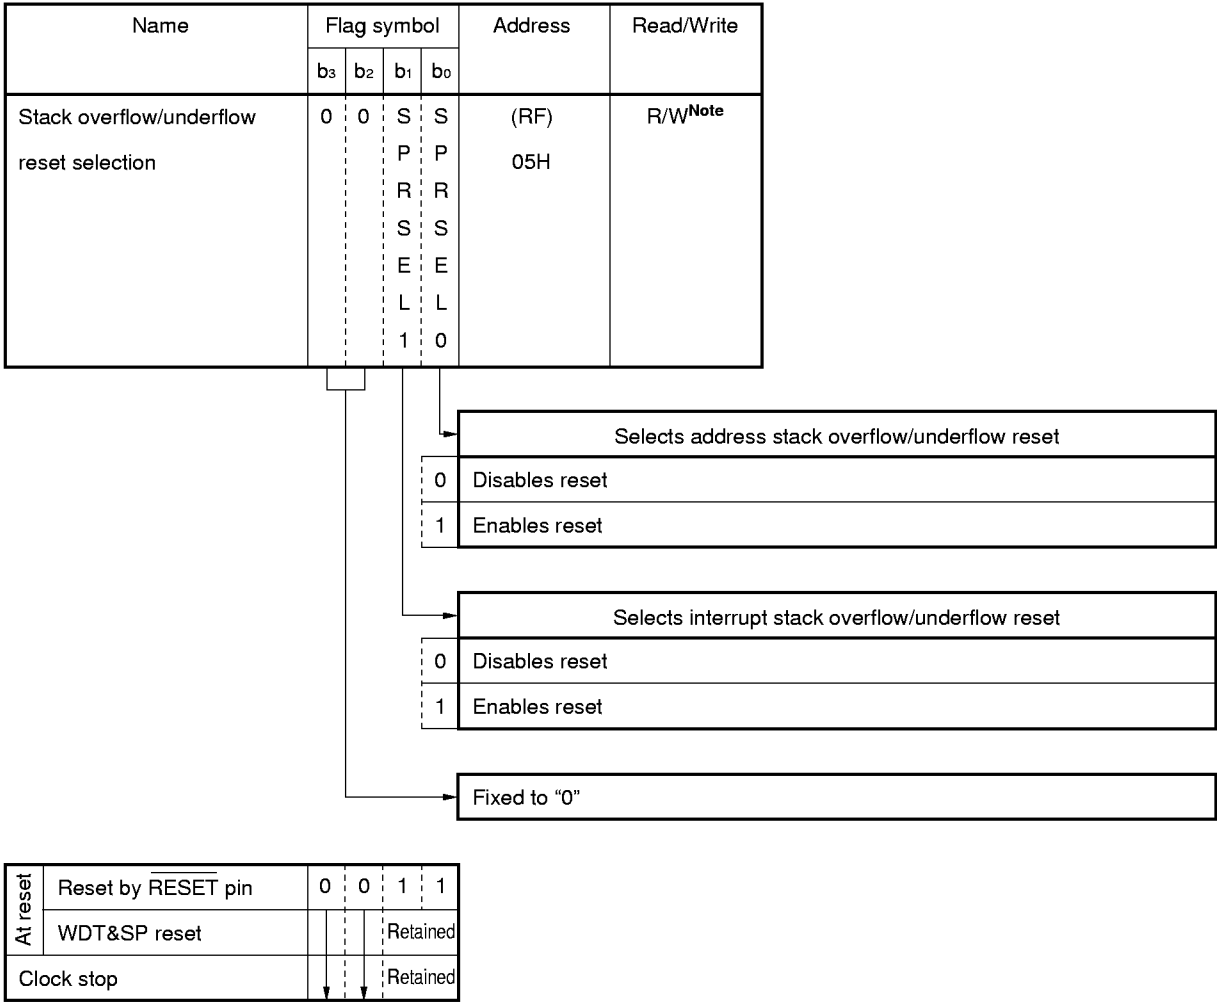 Name Flag symbol Address Read/Write
b3 b2 b1 b0
Stack overflow/underflow 0 0 S S (RF) R/WNote
reset selection P P 05H
R R
S S
E E
L L
1 0
Selects address stack overflow/underflow reset
0 Disables reset
1 Enables reset
Selects interrupt stack overflow/underflow reset
0 Disables reset
1 Enables reset
Fixed to “0”
At reset
Reset by RESET pin 0 0 1 1
WDT&SP reset Retained
Clock stop Retained